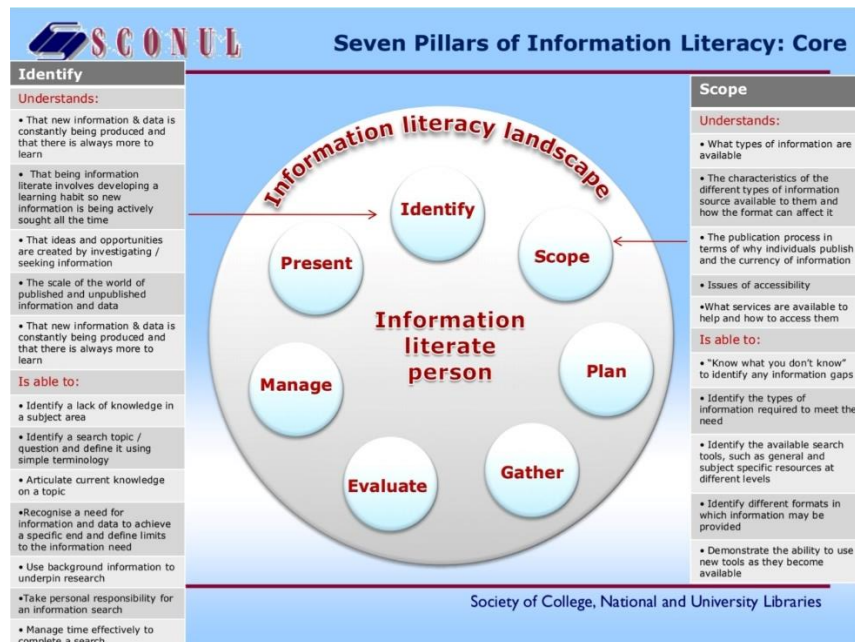 SCONUL
Seven Pillars of Information Literacy: Core
Identify
Understands:
• That new information & data is
constantly being produced and
that there is always more to
learn
• That being information
literate involves developing a
learning habit so new
information is being actively
sought all the time
• That ideas and opportunities
are created by investigating /
seeking information
• The scale of the world of
published and unpublished
information and data
• That new information & data is
constantly being produced and
that there is always more to
learn
Is able to:
• Identify a lack of knowledge in
a subject area
• Identify a search topic /
question and define it using
simple terminology
• Articulate current knowledge
on a topic
•Recognise a need for
information and data to achieve
a specific end and define limits
to the information need
• Use background information to
underpin research
•Take personal responsibility for
an information search
• Manage time effectively to
complete a search
Information literacy landscape
Identify
Scope
Plan
Gather
Evaluate
Manage
Present
Information
literate
person
Scope
Understands:
• What types of information are
available
• The characteristics of the
different types of information
source available to them and
how the format can affect it
• The publication process in
terms of why individuals publish
and the currency of information
• Issues of accessibility
•What services are available to
help and how to access them
Is able to:
• “Know what you don’t know”
to identify any information gaps
• Identify the types of
information required to meet the
need
• Identify the available search
tools, such as general and
subject specific resources at
different levels
• Identify different formats in
which information may be
provided
• Demonstrate the ability to use
new tools as they become
available
Society of College, National and University Libraries